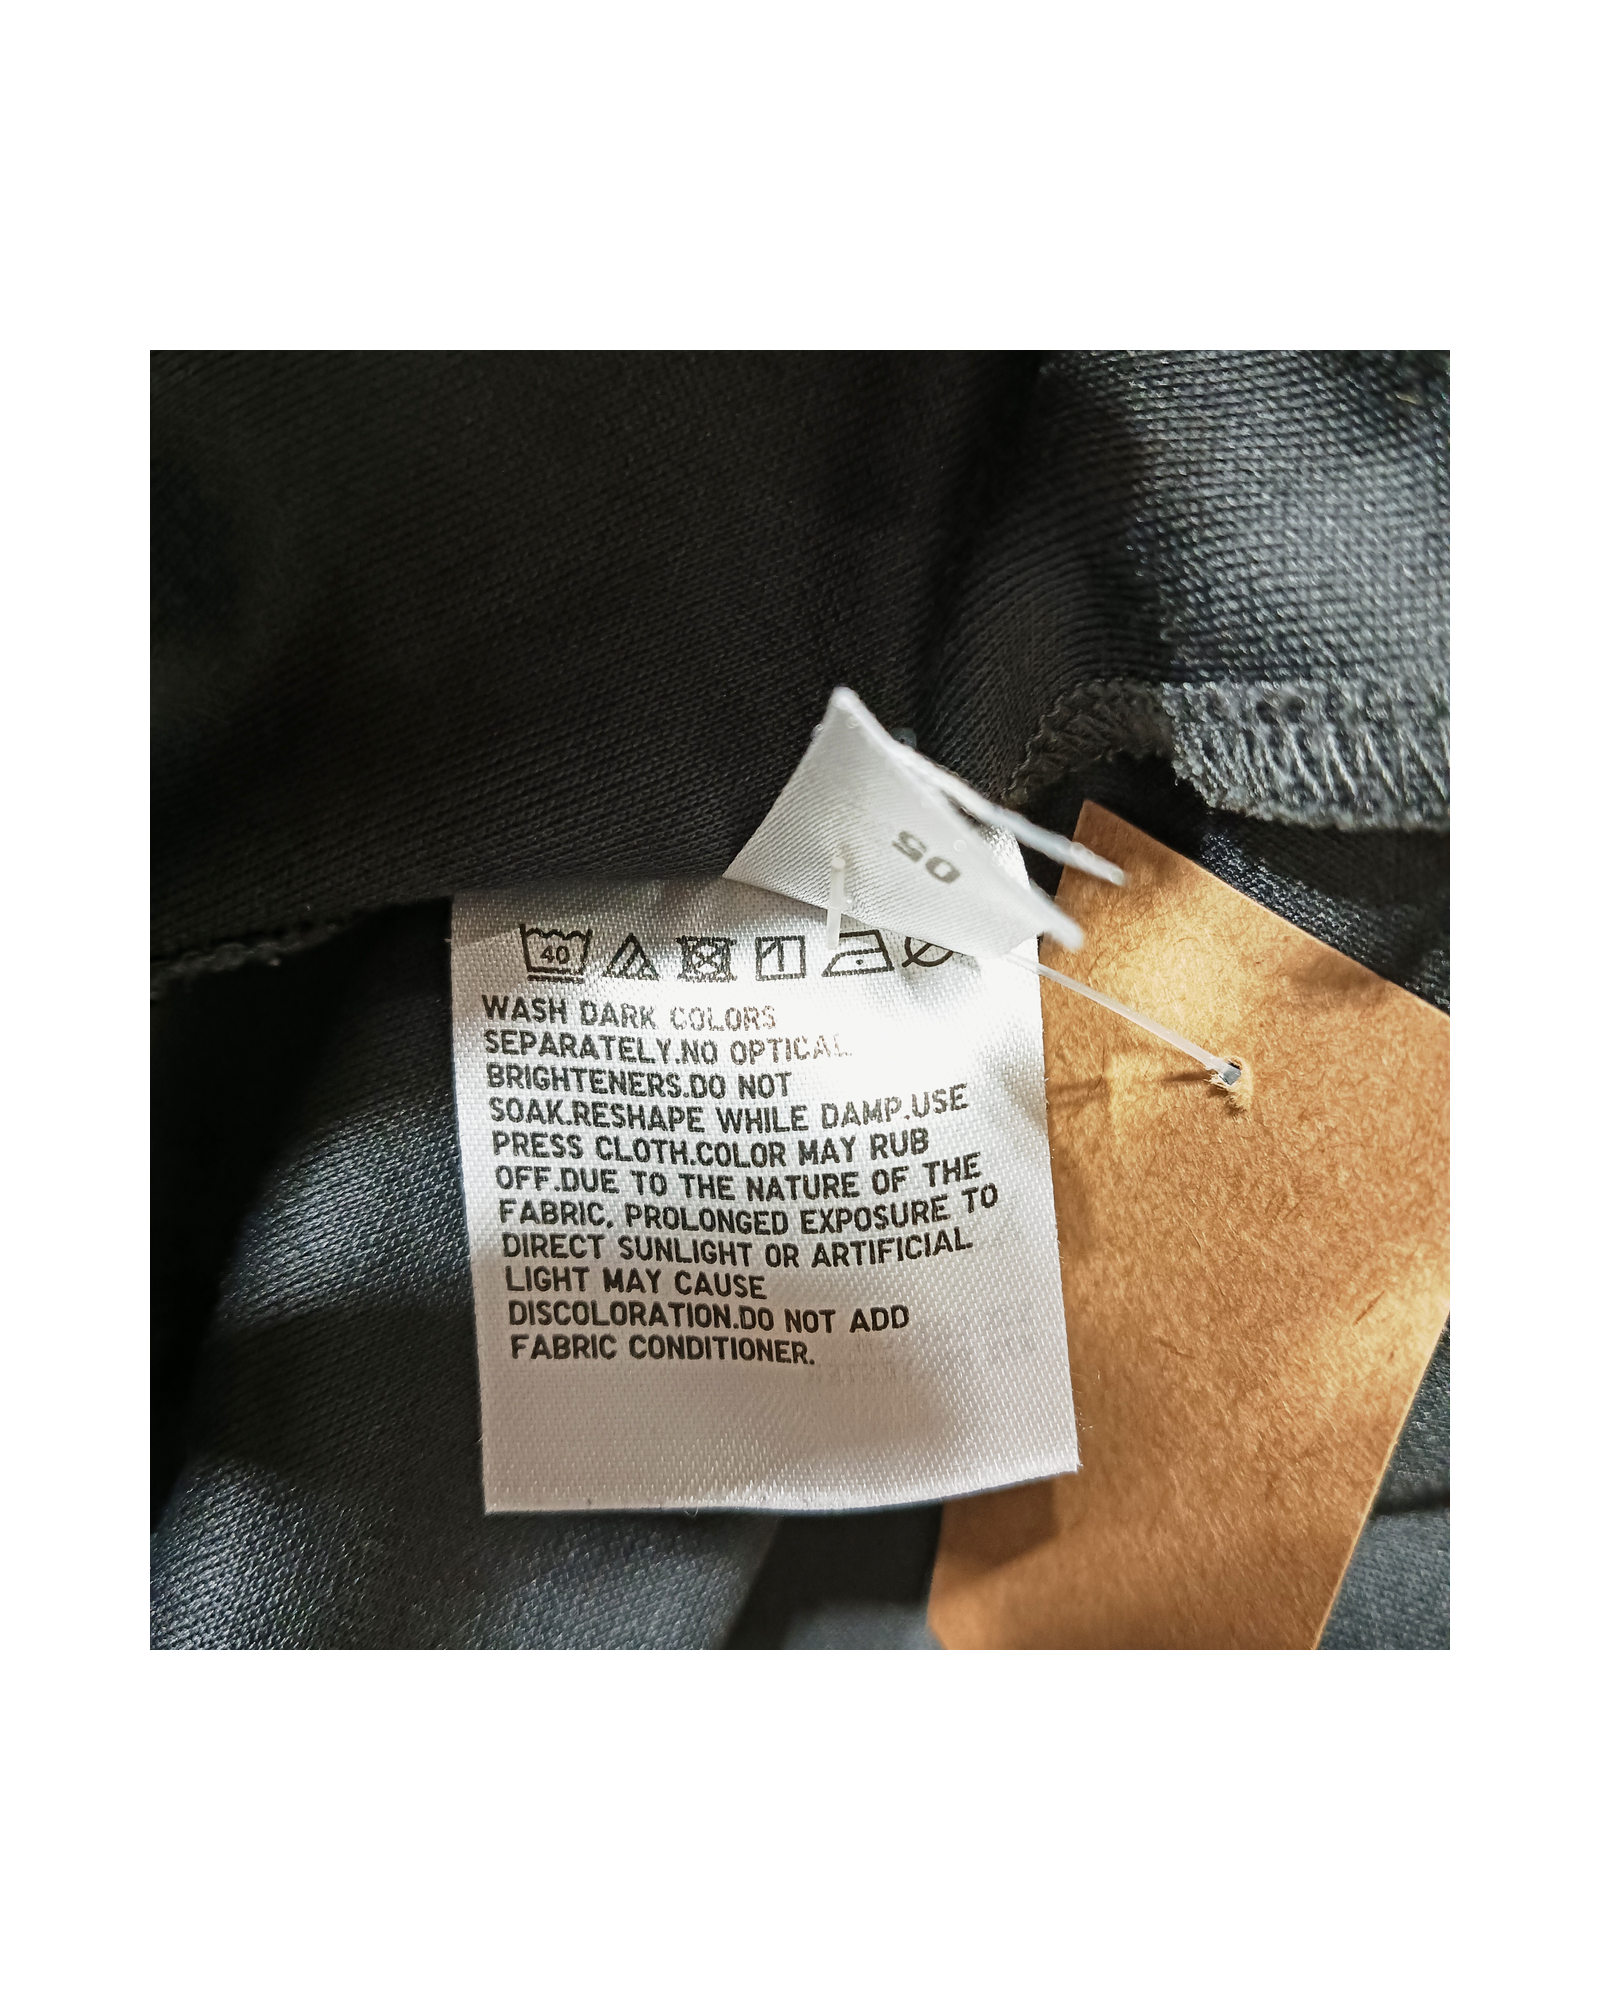 05
40
WASH DARK COLORS
SEPARATELY.NO OPTICAL
BRIGHTENERS.DO NOT
SOAK.RESHAPE WHILE DAMP.USE
PRESS CLOTH.COLOR MAY RUB
OFF.DUE TO THE NATURE OF THE
FABRIC, PROLONGED EXPOSURE TO
DIRECT SUNLIGHT OR ARTIFICIAL
LIGHT MAY CAUSE
DISCOLORATION.DO NOT ADD
FABRIC CONDITIONER.